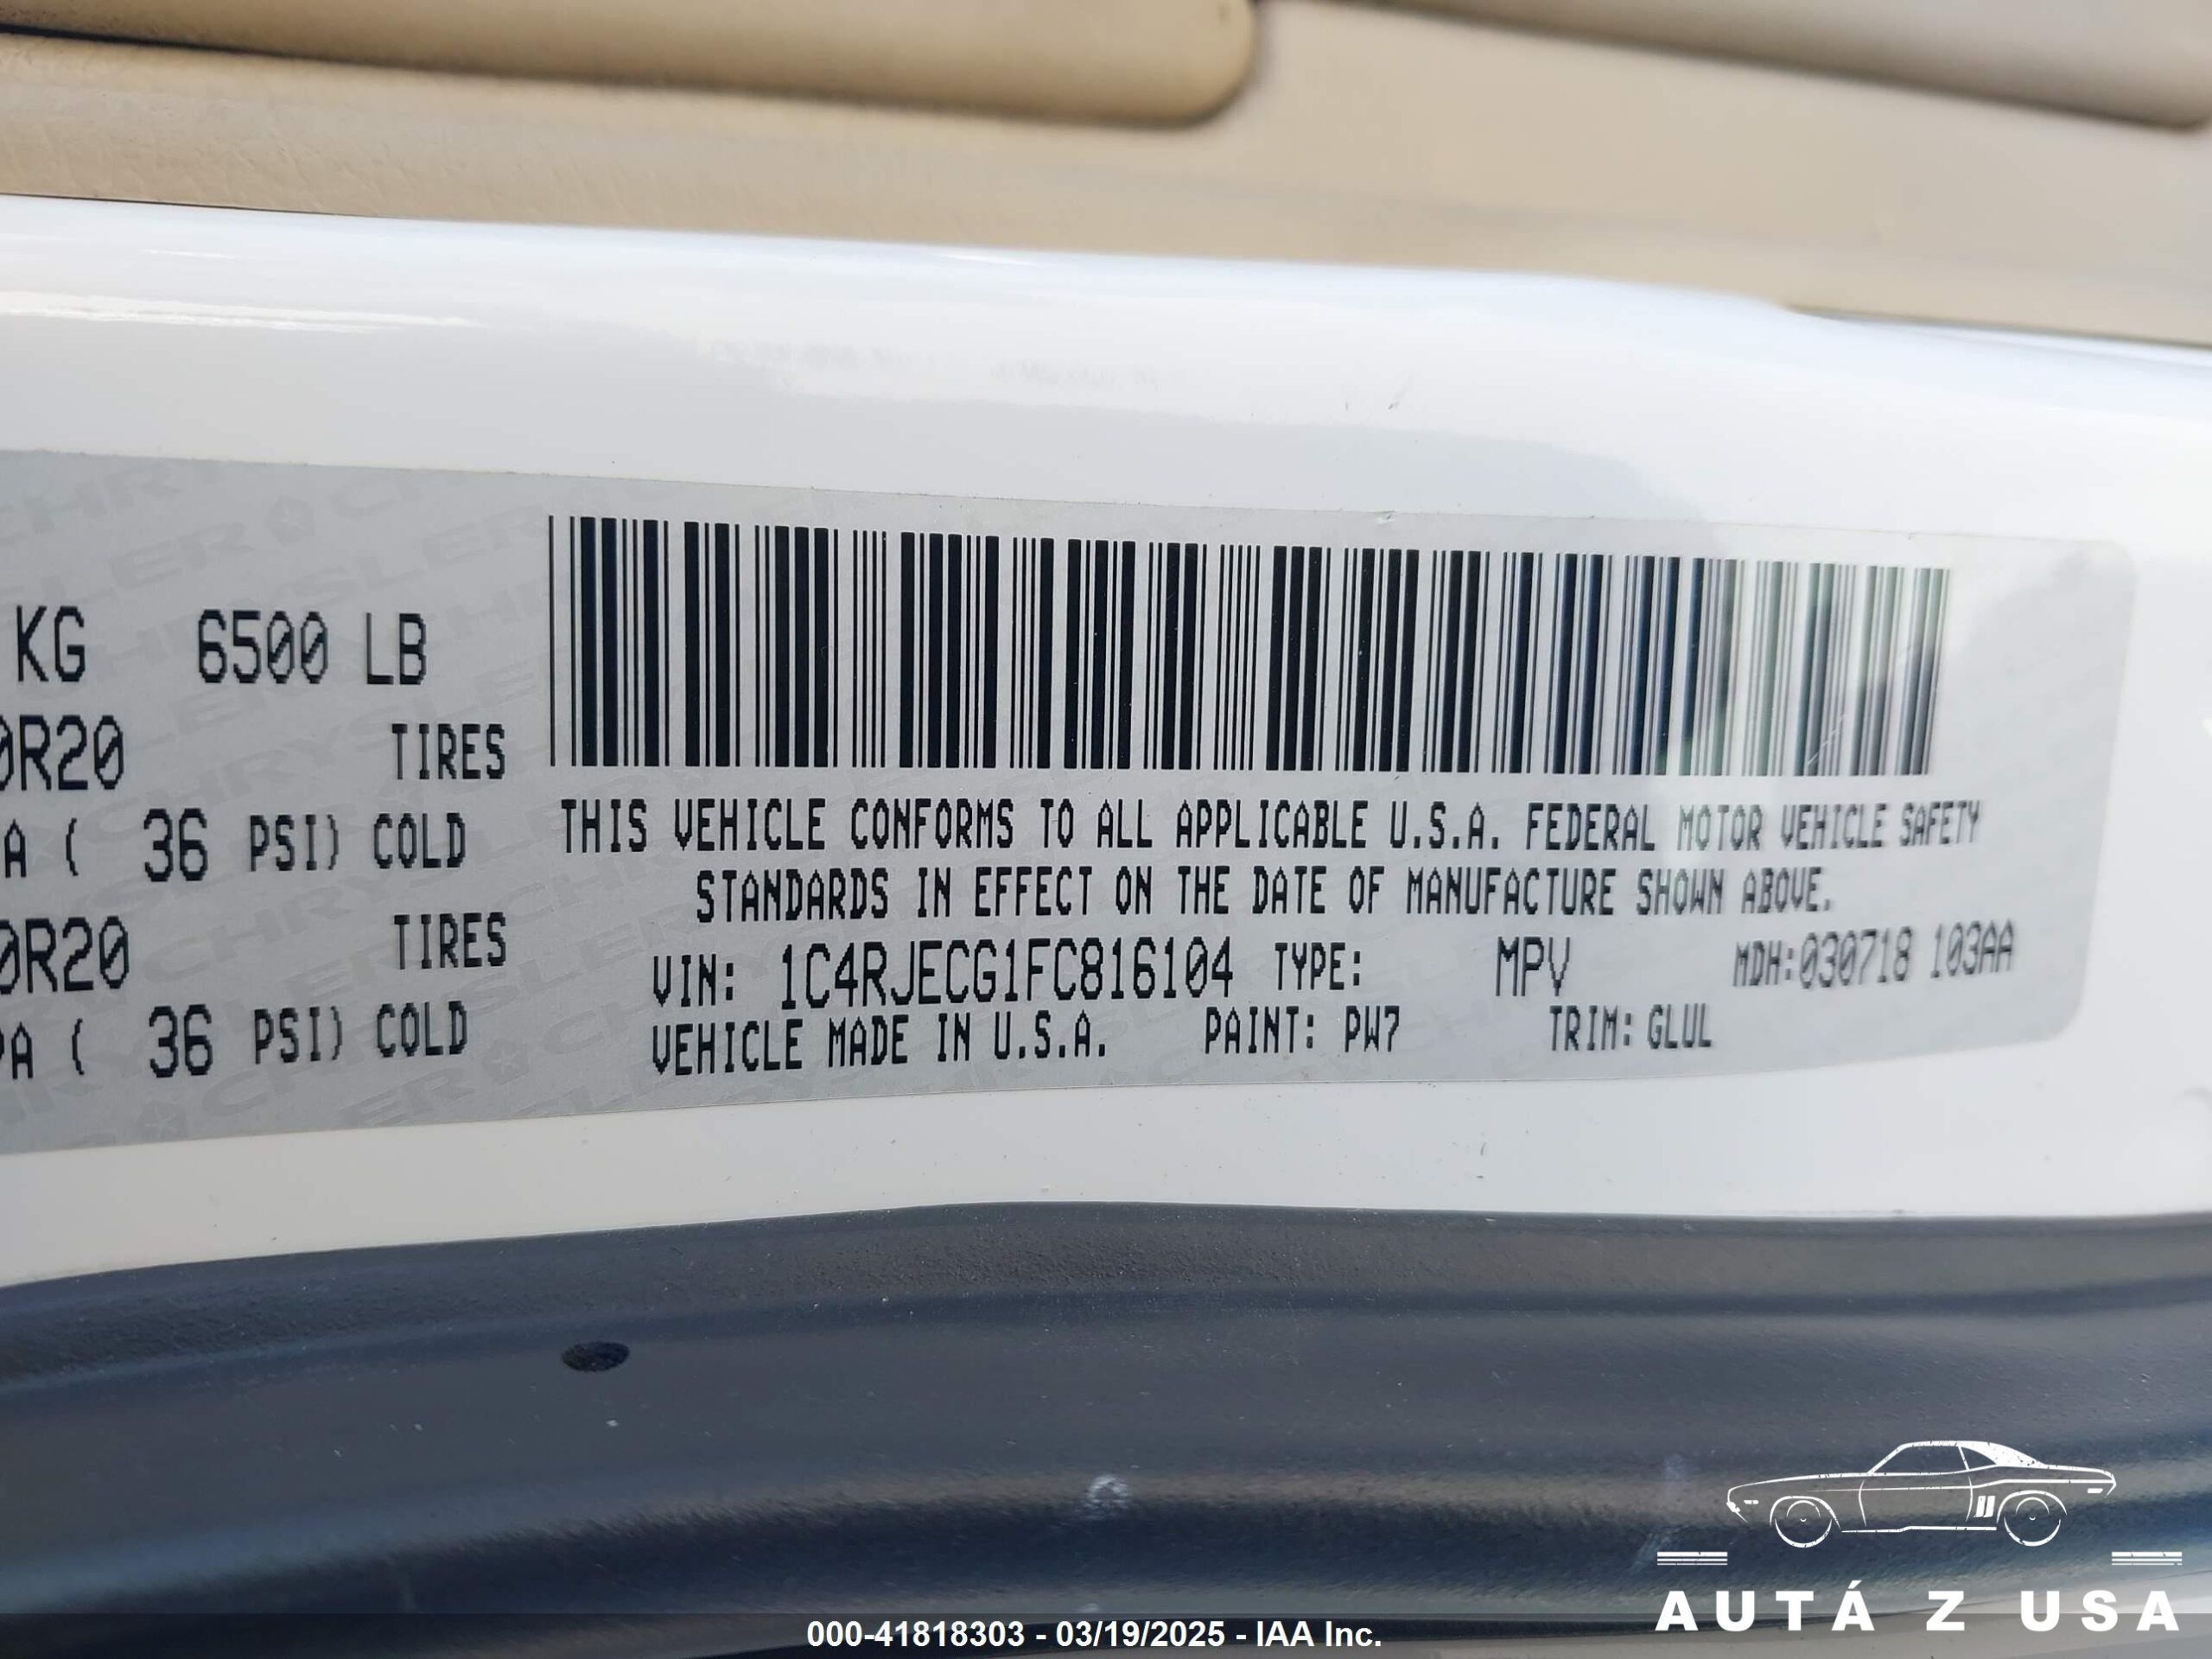 KG 6500 LB
0R20 TIRES
A ( 36 PSI) COLD
0R20 TIRES
PA ( 36 PSI) COLD
THIS VEHICLE CONFORMS TO ALL APPLICABLE U.S.A. FEDERAL MOTOR VEHICLE SAFETY
STANDARDS IN EFFECT ON THE DATE OF MANUFACTURE SHOWN ABOVE.
VIN: 1C4RJECG1FC816104 TYPE: MPV MDH:030718 103AA
VEHICLE MADE IN U.S.A. PAINT: PW7 TRIM: GLUL
AUTÁ Z USA
000-41818303 - 03/19/2025 - IAA Inc.